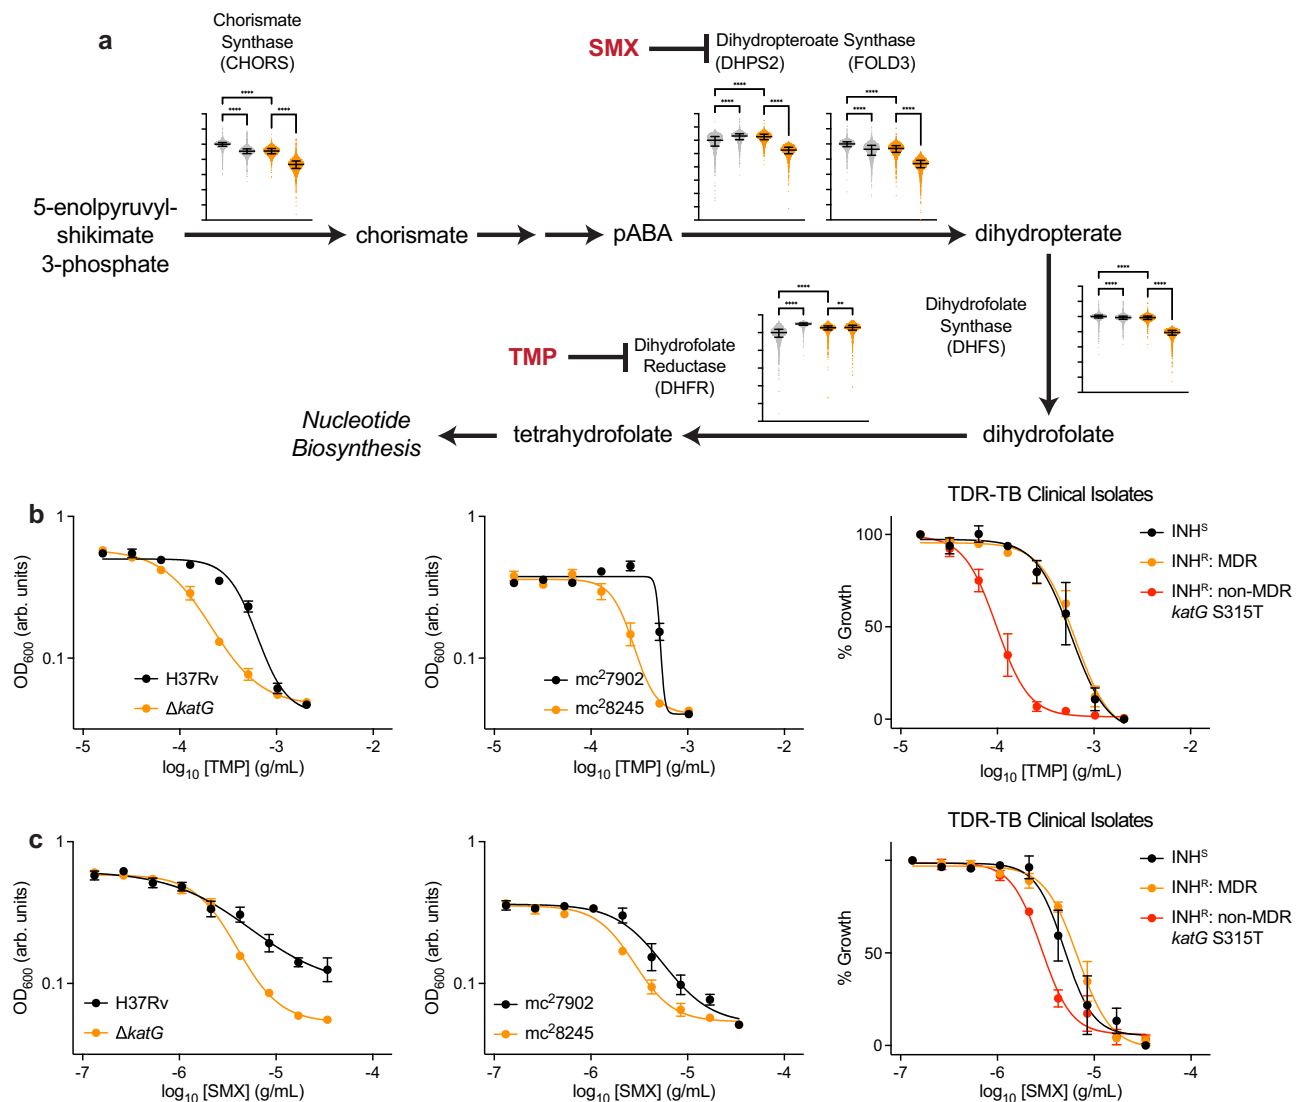 a
Chorismate
Synthase
(CHORS)
**** 
**** ****
SMX
Dihydropteroate Synthase
(DHPS2) (FOLD3)
****
**** ****
****
**** ****
5-enolpyruvyl-
shikimate
3-phosphate
chorismate
pABA
dihydropterate
Dihydrofolate
Synthase
(DHFS)
****
**** ****
TMP
Dihydrofolate
Reductase
(DHFR)
****
**** **
Nucleotide
Biosynthesis
tetrahydrofolate
dihydrofolate
b
1
0.1
OD600 (arb. units)
H37Rv
ΔkatG
-5 -4 -3 -2
log10 [TMP] (g/mL)
1
0.1
OD600 (arb. units)
mc²7902
mc²8245
-5 -4 -3 -2
log10 [TMP] (g/mL)
TDR-TB Clinical Isolates
100
50
0
% Growth
INHS
INHR: MDR
INHR: non-MDR
katG S315T
-5 -4 -3 -2
log10 [TMP] (g/mL)
c
1
0.1
OD600 (arb. units)
H37Rv
ΔkatG
-7 -6 -5 -4
log10 [SMX] (g/mL)
1
0.1
OD600 (arb. units)
mc²7902
mc²8245
-7 -6 -5 -4
log10 [SMX] (g/mL)
TDR-TB Clinical Isolates
50
0
% Growth
INHS
INHR: MDR
INHR: non-MDR
katG S315T
-7 -6 -5 -4
log10 [SMX] (g/mL)